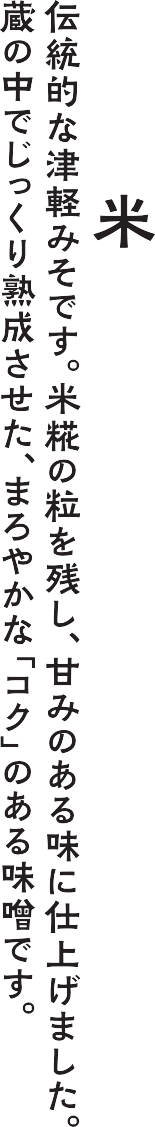 米
伝統的な津軽みそです。米糀の粒を残し、甘みのある味に仕上げました。
蔵の中でじっくり熟成させた、まろやかな「コク」のある味噌です。